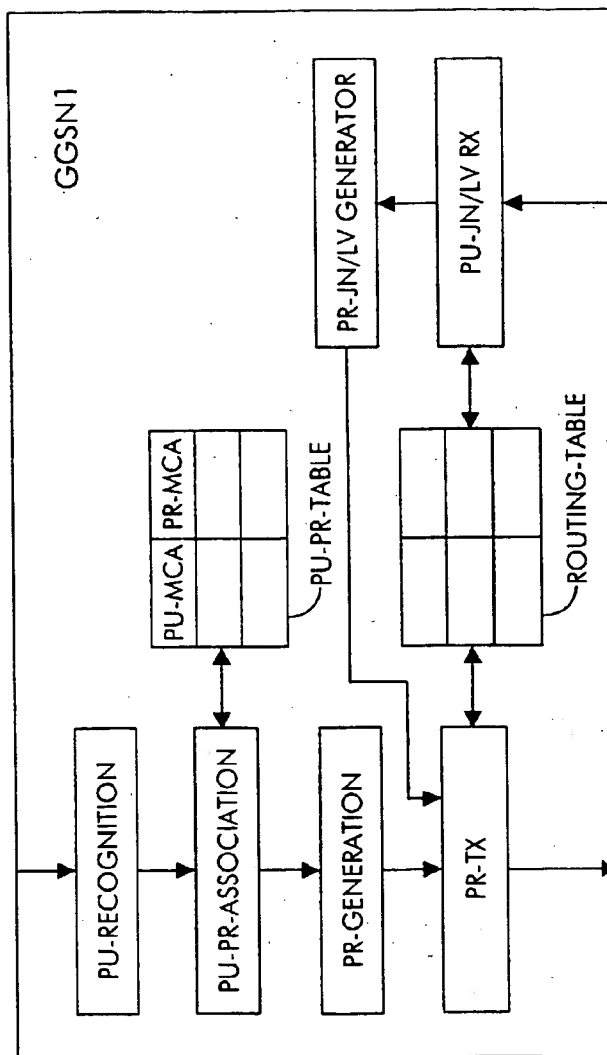 GGSN1
PU-RECOGNITION
PU-PR-ASSOCIATION
PU-MCA PR-MCA
PU-PR-TABLE
PR-GENERATION
PR-JN/LV GENERATOR
PR-TX
ROUTING-TABLE
PU-JN/LV RX